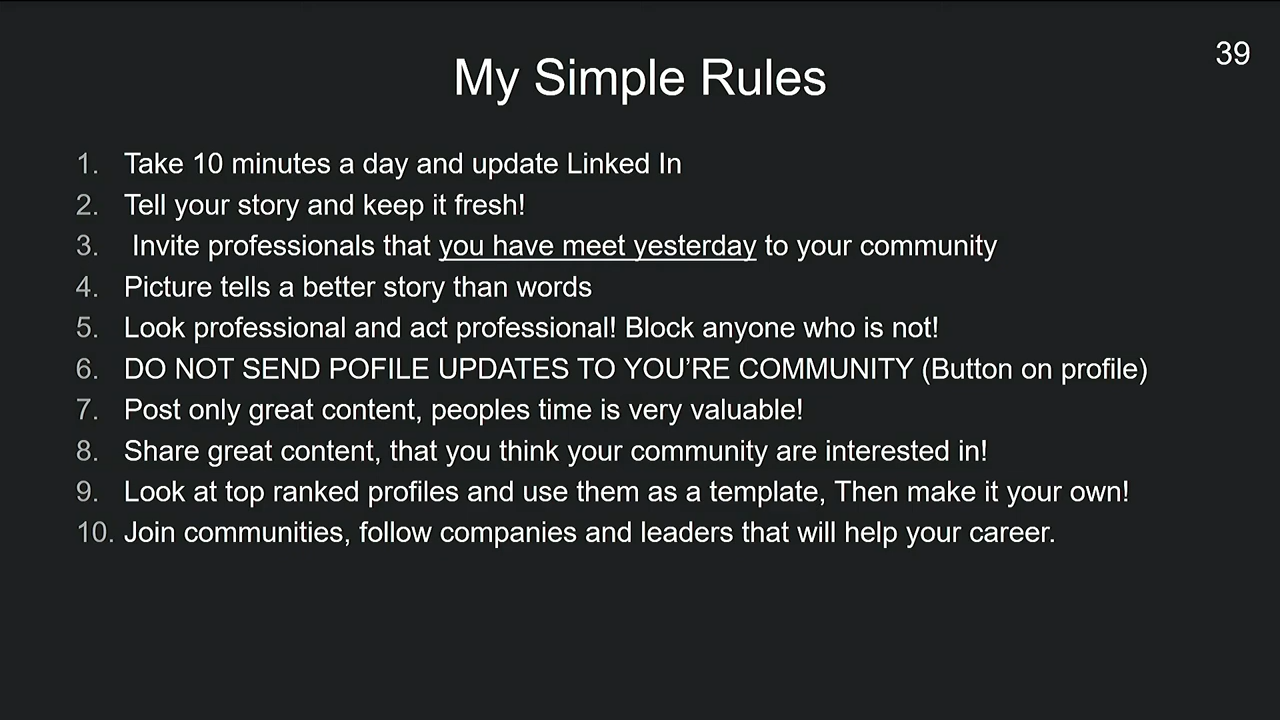 39
My Simple Rules
1. Take 10 minutes a day and update Linked In
2. Tell your story and keep it fresh!
3. Invite professionals that you have meet yesterday to your community
4. Picture tells a better story than words
5. Look professional and act professional! Block anyone who is not!
6. DO NOT SEND POFILE UPDATES TO YOU’RE COMMUNITY (Button on profile)
7. Post only great content, peoples time is very valuable!
8. Share great content, that you think your community are interested in!
9. Look at top ranked profiles and use them as a template, Then make it your own!
10. Join communities, follow companies and leaders that will help your career.